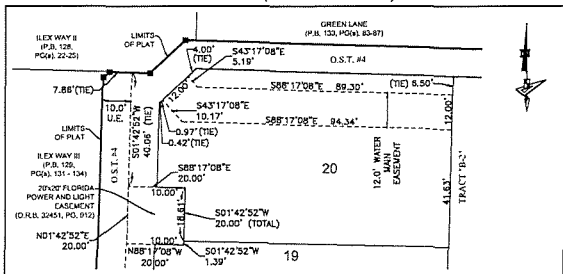 ILEX WAY II
(P.B. 128,
PG(s). 22-25)
LIMITS
OF PLAT
GREEN LANE
(P.B. 133, PG(s). 83-87)
4.00'
(TIE)
S43°17'08"E
5.19'
O.S.T. #4
7.86'(TIE)
12.00'
S88°17'08"E 89.30'
(TIE) 6.50'
10.0'
U.E.
S01°42'52"W
40.06' (TIE)
S43°17'08"E
10.17'
S88°17'08"E 94.34'
12.00'
LIMITS
OF PLAT
0.97'(TIE)
0.42'(TIE)
ILEX WAY III
(P.B. 129,
PG(s). 131 - 134)
O.S.T. #4
S88°17'08"E
20.00'
20
12.0' WATER
MAIN
EASEMENT
41.63'
TRACT "B-2"
20'x20' FLORIDA
POWER AND LIGHT
EASEMENT
(O.R.B. 32451, PG. 912)
10.00'
18.61'
S01°42'52"W
20.00' (TOTAL)
N01°42'52"E
20.00'
10.00'
N88°17'08"W
20.00'
S01°42'52"W
1.39'
19